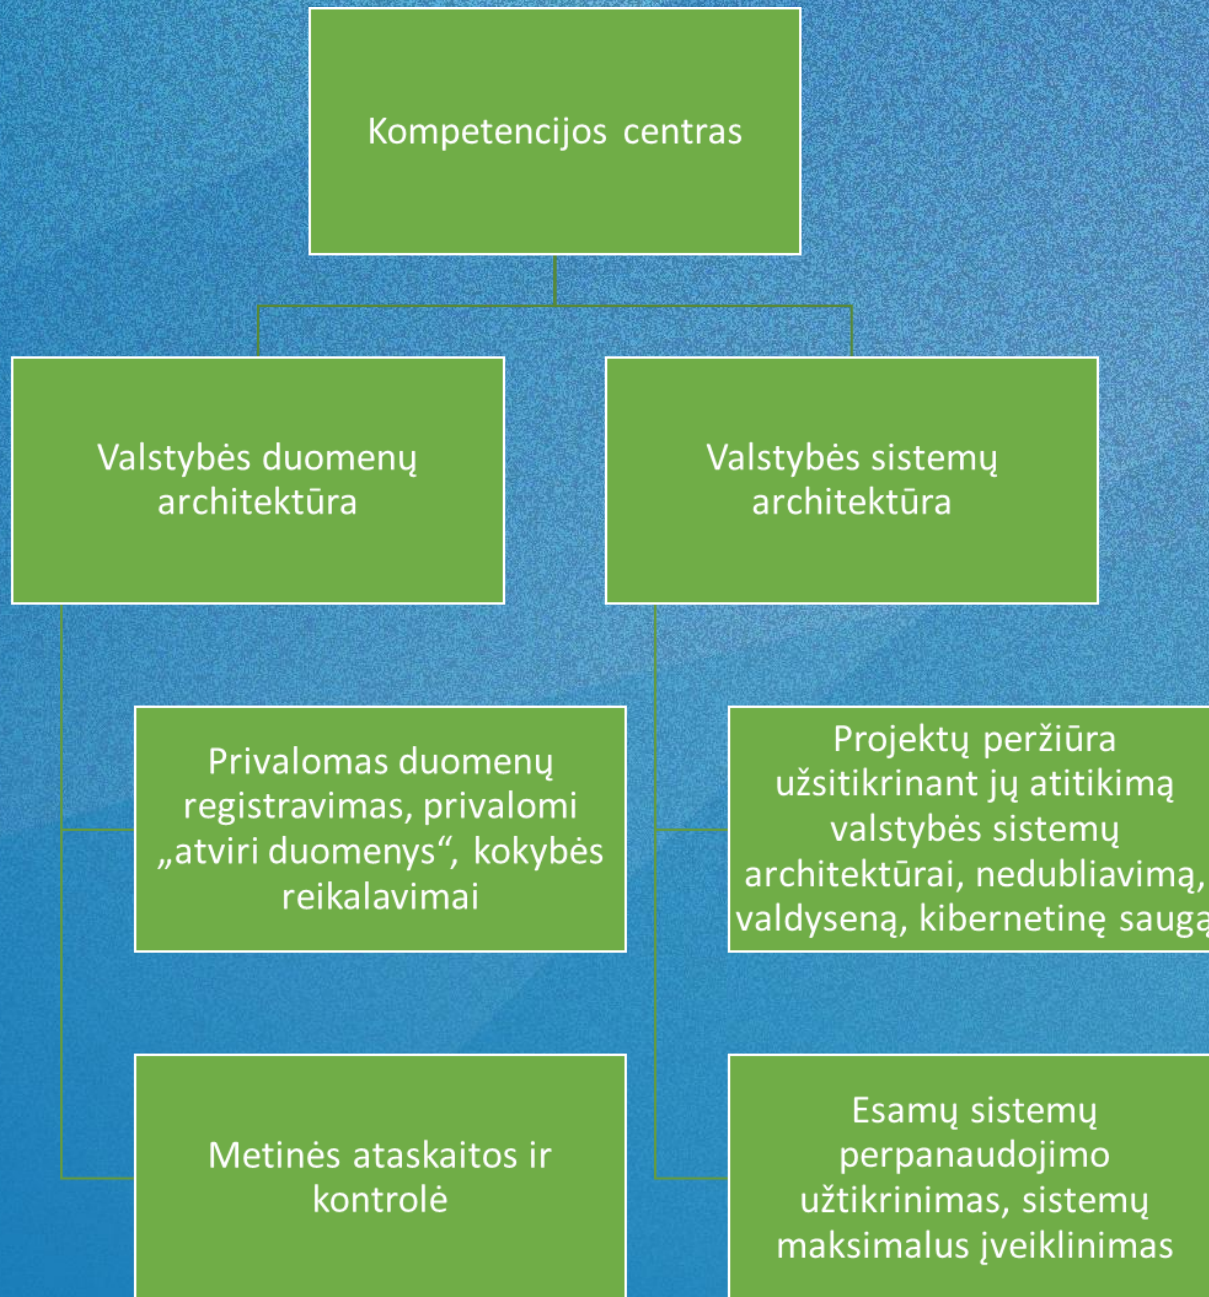 Kompetencijos centras
Valstybės duomenų
architektūra
Valstybės sistemų
architektūra
Privalomas duomenų
registravimas, privalomi
„atviri duomenys“, kokybės
reikalavimai
Projektų peržiūra
užsitikrinant jų atitikimą
valstybės sistemų
architektūrai, nedubliavimą,
valdyseną, kibernetinę saugą
Metinės ataskaitos ir
kontrolė
Esamų sistemų
perpanaudojimo
užtikrinimas, sistemų
maksimalus įveiklinimas